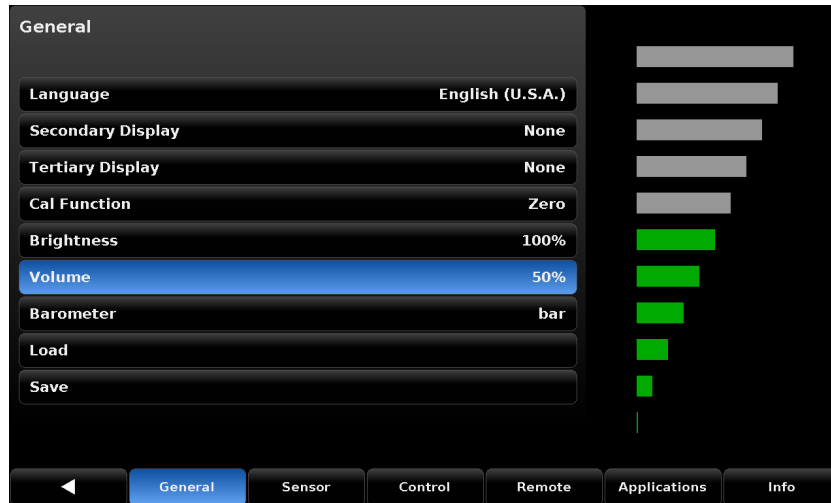 General
Language English (U.S.A.)
Secondary Display None
Tertiary Display None
Cal Function Zero
Brightness 100%
Volume 50%
Barometer bar
Load
Save
General Sensor Control Remote Applications Info